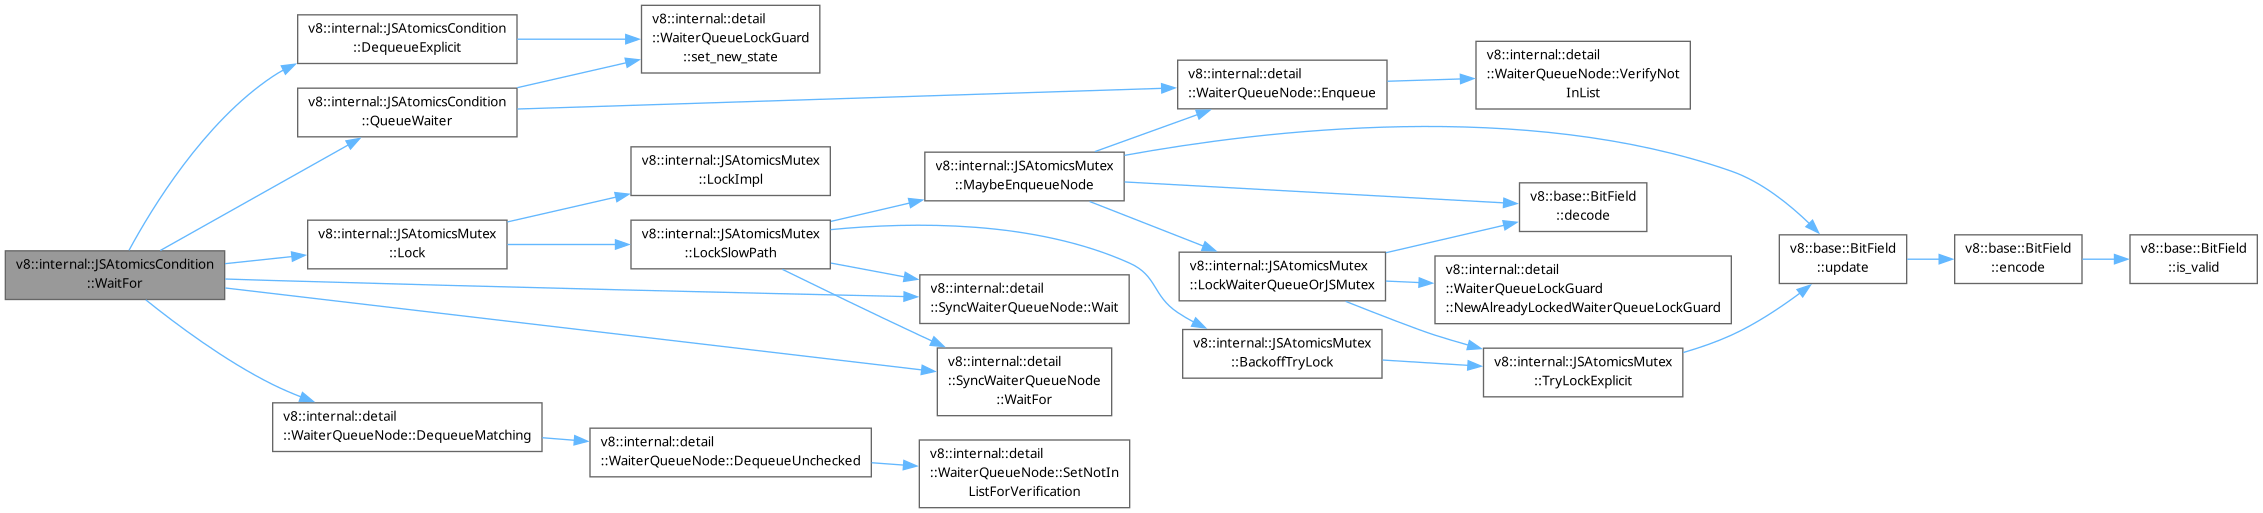 v8::internal::JSAtomicsCondition
::WaitFor
v8::internal::JSAtomicsCondition
::DequeueExplicit
v8::internal::detail
::WaiterQueueLockGuard
::set_new_state
v8::internal::JSAtomicsCondition
::QueueWaiter
v8::internal::detail
::WaiterQueueNode::Enqueue
v8::internal::detail
::WaiterQueueNode::VerifyNot
InList
v8::internal::JSAtomicsMutex
::Lock
v8::internal::JSAtomicsMutex
::LockImpl
v8::internal::JSAtomicsMutex
::LockSlowPath
v8::internal::JSAtomicsMutex
::MaybeEnqueueNode
v8::base::BitField
::decode
v8::internal::JSAtomicsMutex
::LockWaiterQueueOrJSMutex
v8::internal::detail
::WaiterQueueLockGuard
::NewAlreadyLockedWaiterQueueLockGuard
v8::base::BitField
::update
v8::base::BitField
::encode
v8::base::BitField
::is_valid
v8::internal::detail
::SyncWaiterQueueNode::Wait
v8::internal::JSAtomicsMutex
::BackoffTryLock
v8::internal::JSAtomicsMutex
::TryLockExplicit
v8::internal::detail
::SyncWaiterQueueNode
::WaitFor
v8::internal::detail
::WaiterQueueNode::DequeueMatching
v8::internal::detail
::WaiterQueueNode::DequeueUnchecked
v8::internal::detail
::WaiterQueueNode::SetNotIn
ListForVerification